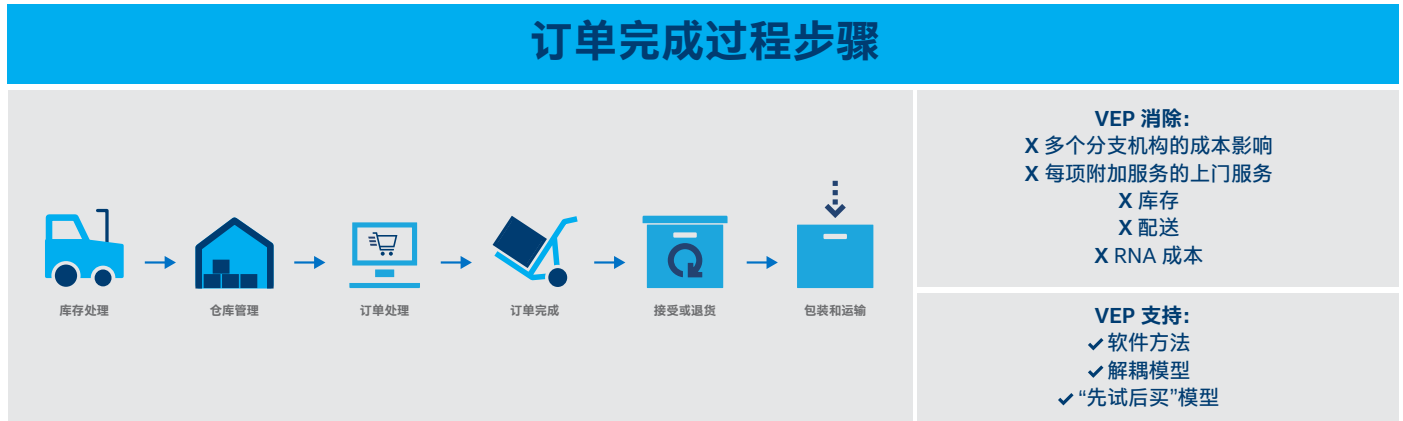 订单完成过程步骤
库存处理
仓库管理
订单处理
订单完成
接受或退货
包装和运输
VEP 消除：
X 多个分支机构的成本影响
X 每项附加服务的上门服务
X 库存
X 配送
X RNA 成本
VEP 支持：
✓ 软件方法
✓ 解耦模型
✓ “先试后买”模型